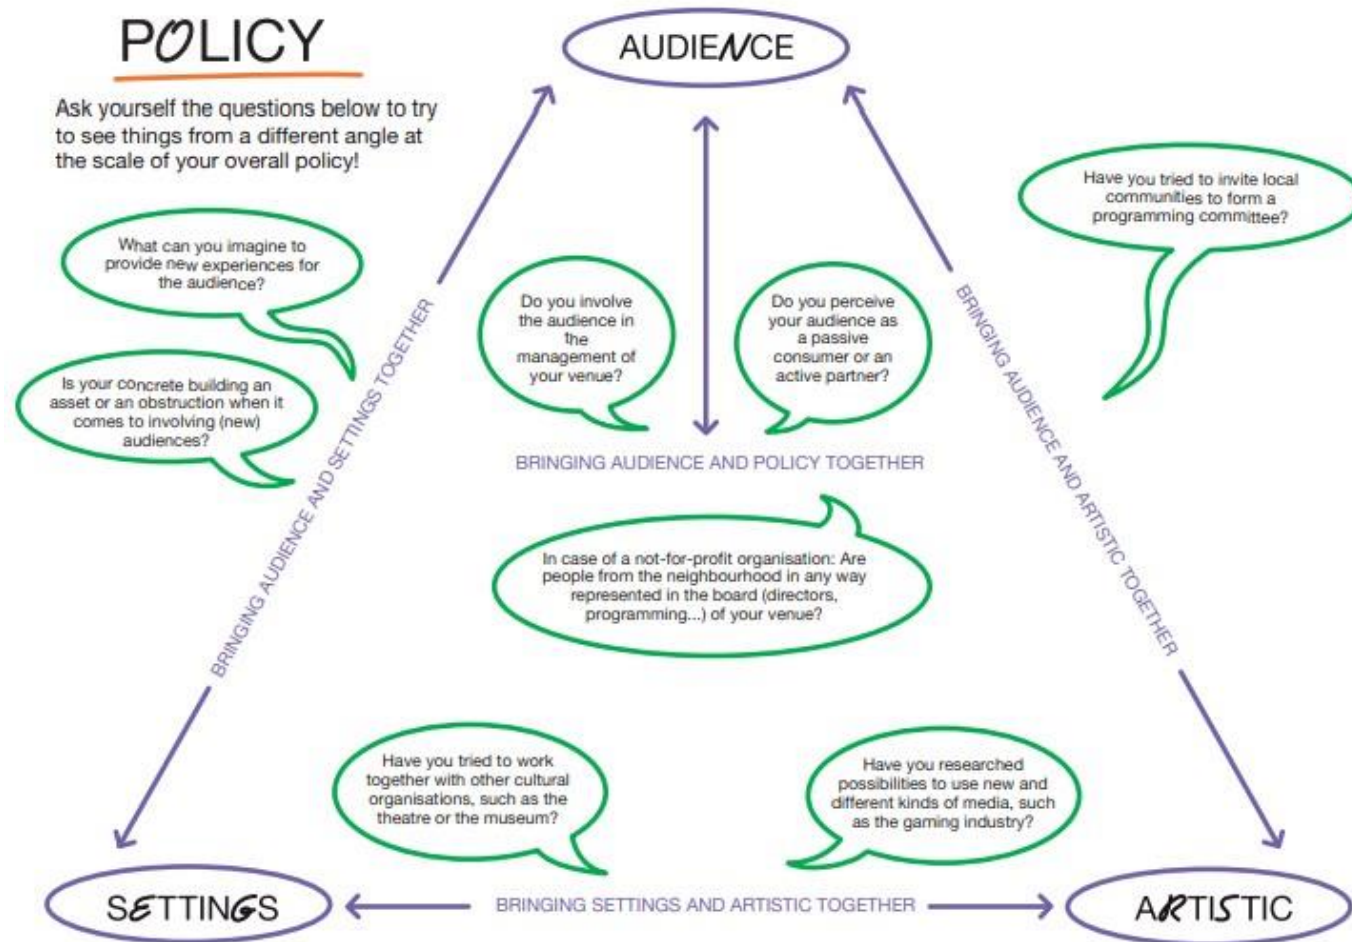 POLICY
Ask yourself the questions below to try
to see things from a different angle at
the scale of your overall policy!
AUDIENCE
What can you imagine to
provide new experiences for
the audience?
Is your concrete building an
asset or an obstruction when it
comes to involving (new)
audiences?
BRINGING AUDIENCE AND SETTINGS TOGETHER
Do you involve
the audience in
the
management of
your venue?
Do you perceive
your audience as
a passive
consumer or an
active partner?
BRINGING AUDIENCE AND POLICY TOGETHER
In case of a not-for-profit organisation: Are
people from the neighbourhood in any way
represented in the board (directors,
programming...) of your venue?
Have you tried to invite local
communities to form a
programming committee?
BRINGING AUDIENCE AND ARTISTIC TOGETHER
Have you tried to work
together with other cultural
organisations, such as the
theatre or the museum?
Have you researched
possibilities to use new and
different kinds of media, such
as the gaming industry?
SETTINGS
BRINGING SETTINGS AND ARTISTIC TOGETHER
ARTISTIC